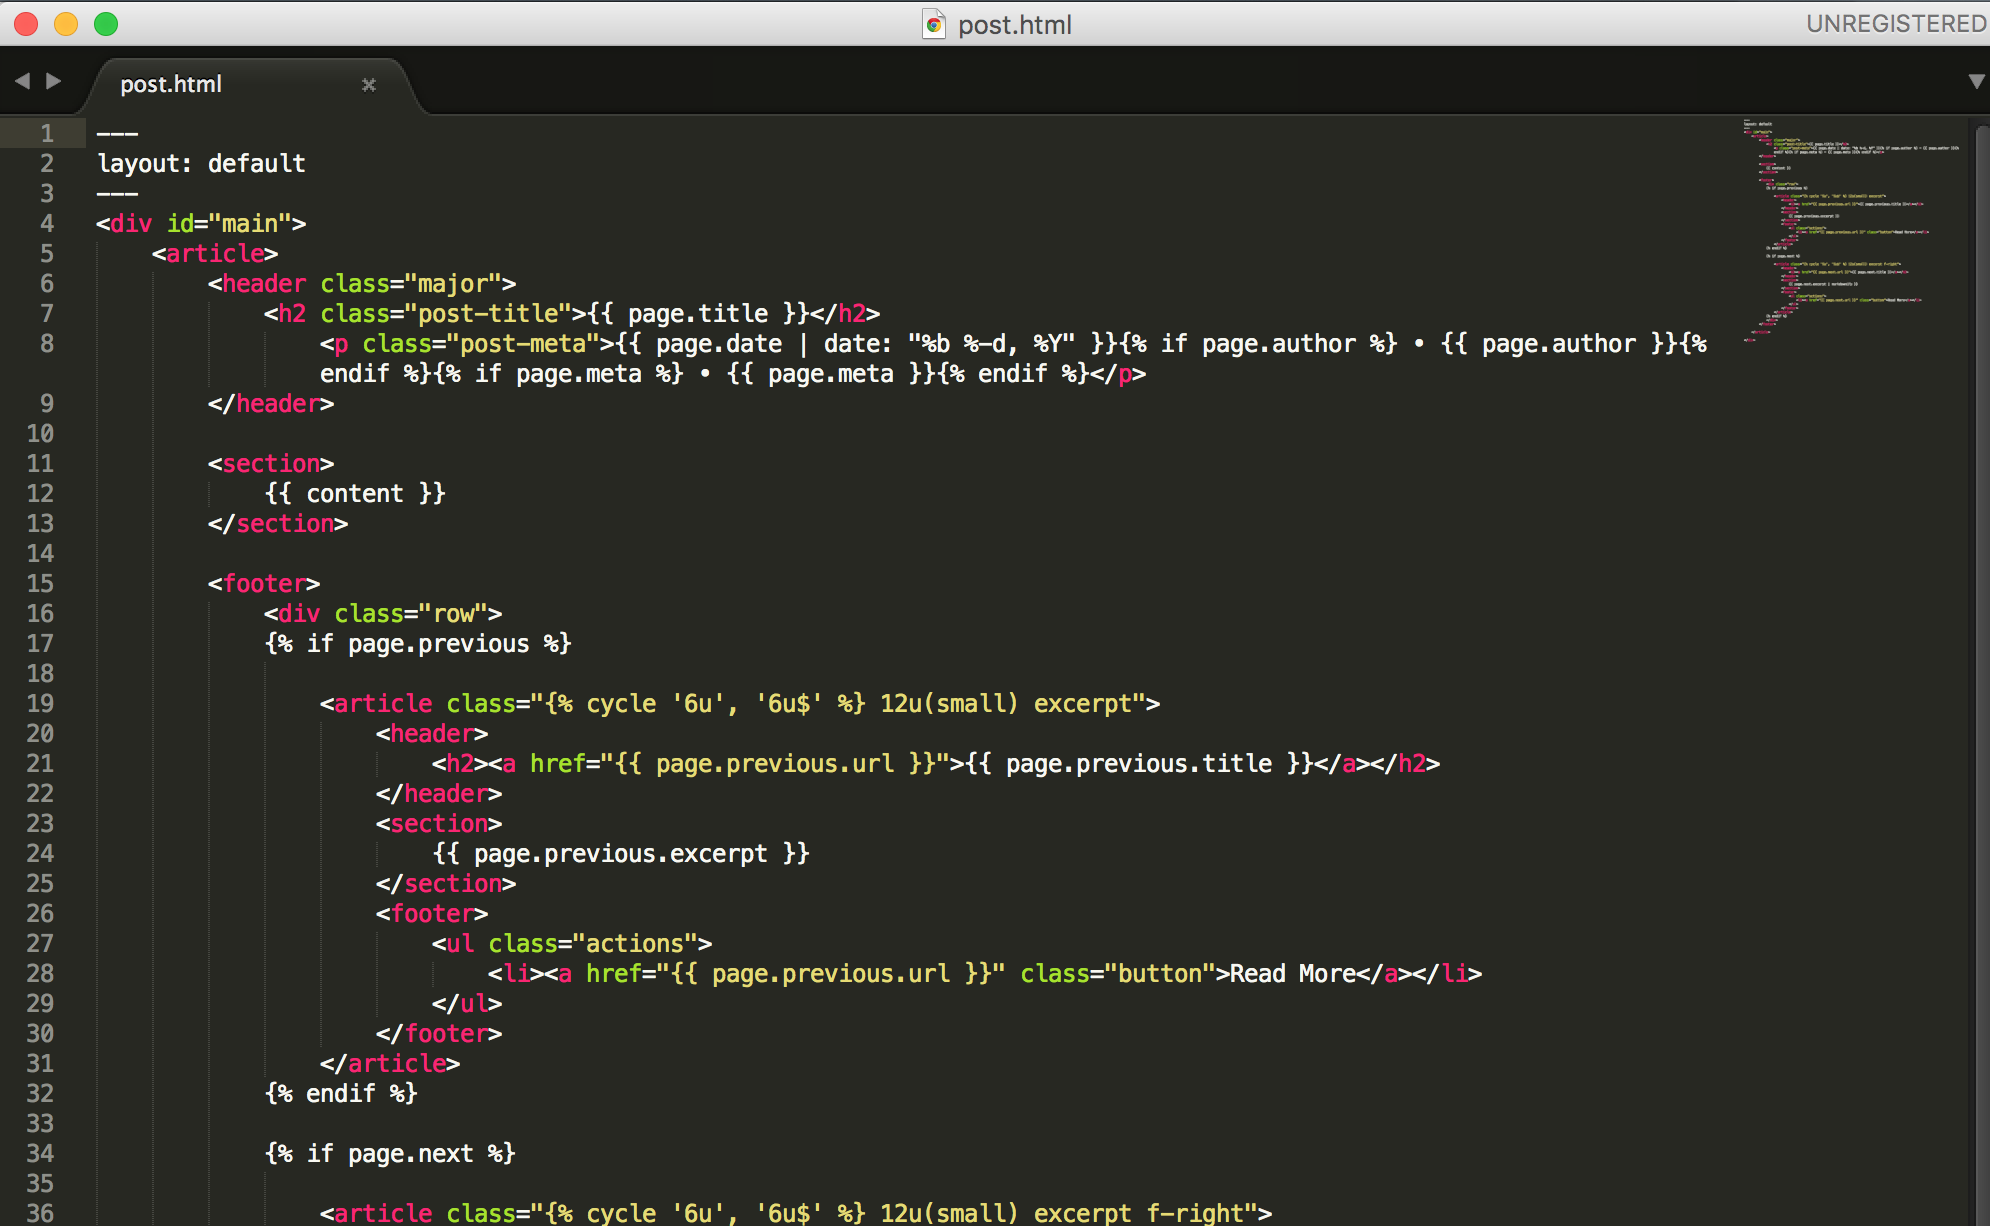 post.html
UNREGISTERED
post.html
1 ---
2 layout: default
3 ---
4 <div id="main">
5 <article>
6 <header class="major">
7 <h2 class="post-title">{{ page.title }}</h2>
8 <p class="post-meta">{{ page.date | date: "%b %-d, %Y" }}{% if page.author %} • {{ page.author }}{%
endif %}{% if page.meta %} • {{ page.meta }}{% endif %}</p>
9 </header>
10
11 <section>
12 {{ content }}
13 </section>
14
15 <footer>
16 <div class="row">
17 {% if page.previous %}
18
19 <article class="{% cycle '6u', '6u$' %} 12u(small) excerpt">
20 <header>
21 <h2><a href="{{ page.previous.url }}">{{ page.previous.title }}</a></h2>
22 </header>
23 <section>
24 {{ page.previous.excerpt }}
25 </section>
26 <footer>
27 <ul class="actions">
28 <li><a href="{{ page.previous.url }}" class="button">Read More</a></li>
29 </ul>
30 </footer>
31 </article>
32 {% endif %}
33
34 {% if page.next %}
35
36 <article class="{% cycle '6u', '6u$' %} 12u(small) excerpt f-right">